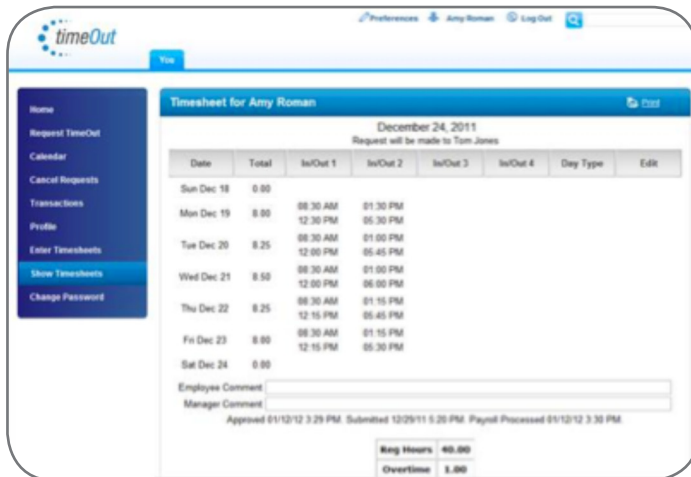 Preferences Amy Roman Log Out
timeOut
You
Home
Request TimeOut
Calendar
Cancel Requests
Transactions
Profile
Enter Timesheets
Show Timesheets
Change Password
Timesheet for Amy Roman Print
December 24, 2011
Request will be made to Tom Jones
Date Total In/Out 1 In/Out 2 In/Out 3 In/Out 4 Day Type Edit
Sun Dec 18 0.00
Mon Dec 19 8.00 08:30 AM 01:30 PM
12:30 PM 05:30 PM
Tue Dec 20 8.25 08:30 AM 01:00 PM
12:00 PM 05:45 PM
Wed Dec 21 8.50 08:30 AM 01:00 PM
12:00 PM 06:00 PM
Thu Dec 22 8.25 08:30 AM 01:15 PM
12:15 PM 05:45 PM
Fri Dec 23 8.00 08:30 AM 01:15 PM
12:15 PM 05:30 PM
Sat Dec 24 0.00
Employee Comment
Manager Comment
Approved 01/12/12 3:29 PM. Submitted 12/29/11 5:20 PM. Payroll Processed 01/12/12 3:30 PM.
Reg Hours 40.00
Overtime 1.00